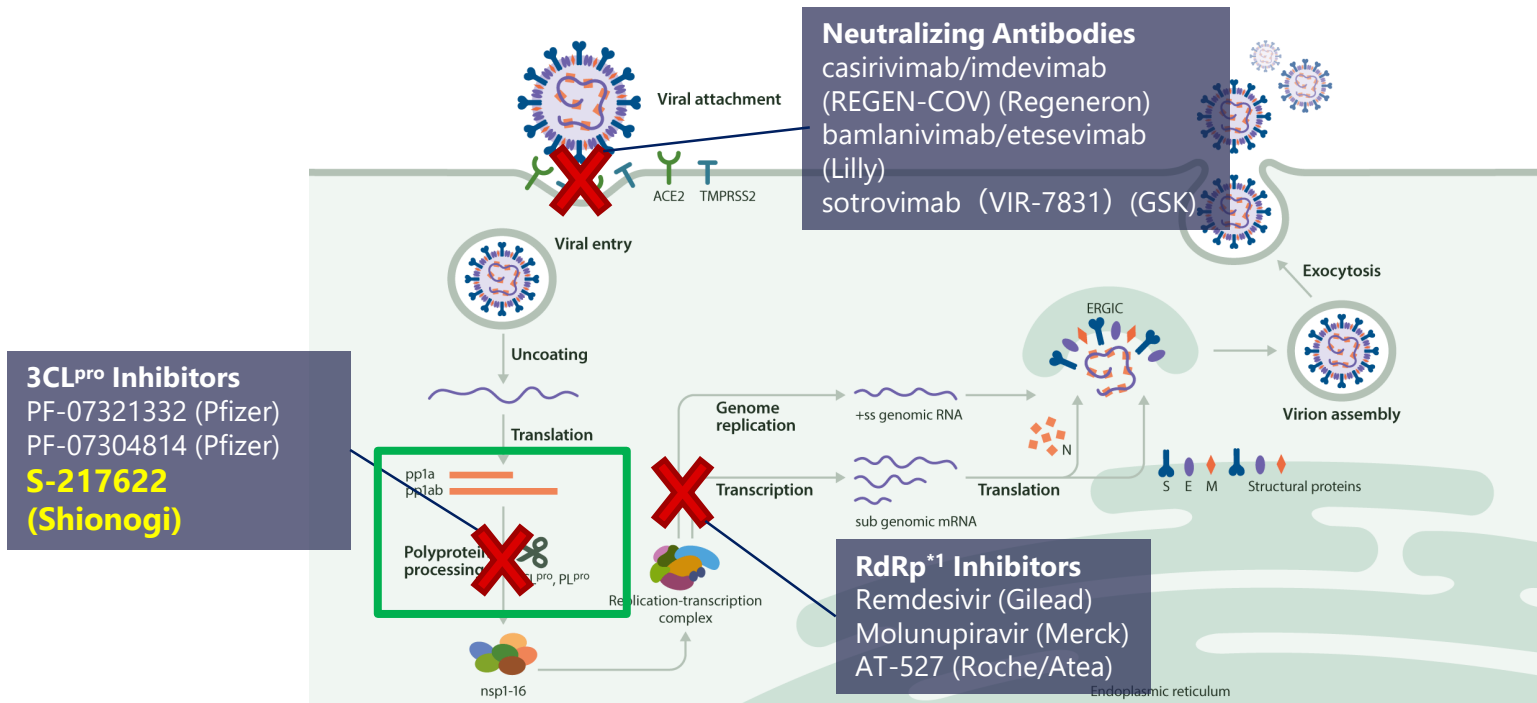 Neutralizing Antibodies
casirivimab/imdevimab
(REGEN-COV) (Regeneron)
bamlanivimab/etesevimab
(Lilly)
sotrovimab（VIR-7831）(GSK)
Viral attachment
ACE2 TMPRSS2
Viral entry
Uncoating
Translation
pp1a
pp1ab
Polyprotein
processing
PLpro
nsp1-16
Replication-transcription
complex
3CLpro Inhibitors
PF-07321332 (Pfizer)
PF-07304814 (Pfizer)
S-217622
(Shionogi)
Genome
replication
+ss genomic RNA
Transcription
sub genomic mRNA
Translation
N
ERGIC
Exocytosis
Virion assembly
S E M Structural proteins
RdRp*1 Inhibitors
Remdesivir (Gilead)
Molunupiravir (Merck)
AT-527 (Roche/Atea)
Endoplasmic reticulum